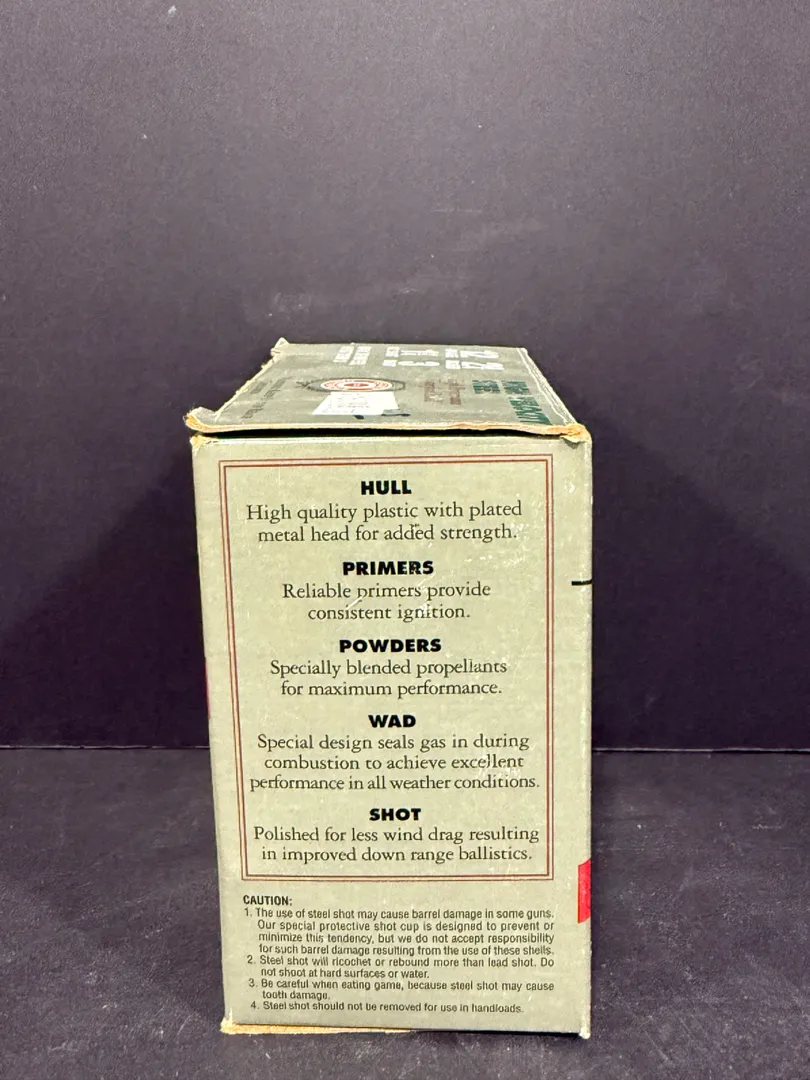 HULL
High quality plastic with plated
metal head for added strength.
PRIMERS
Reliable primers provide
consistent ignition.
POWDERS
Specially blended propellants
for maximum performance.
WAD
Special design seals gas in during
combustion to achieve excellent
performance in all weather conditions.
SHOT
Polished for less wind drag resulting
in improved down range ballistics.
CAUTION:
1. The use of steel shot may cause barrel damage in some guns.
Our special protective shot cup is designed to prevent or
minimize this tendency, but we do not accept responsibility
for such barrel damage resulting from the use of these shells.
2. Steel shot will ricochet or rebound more than lead shot. Do
not shoot at hard surfaces or water.
3. Be careful when eating game, because steel shot may cause
tooth damage.
4. Steel shot should not be removed for use in handloads.